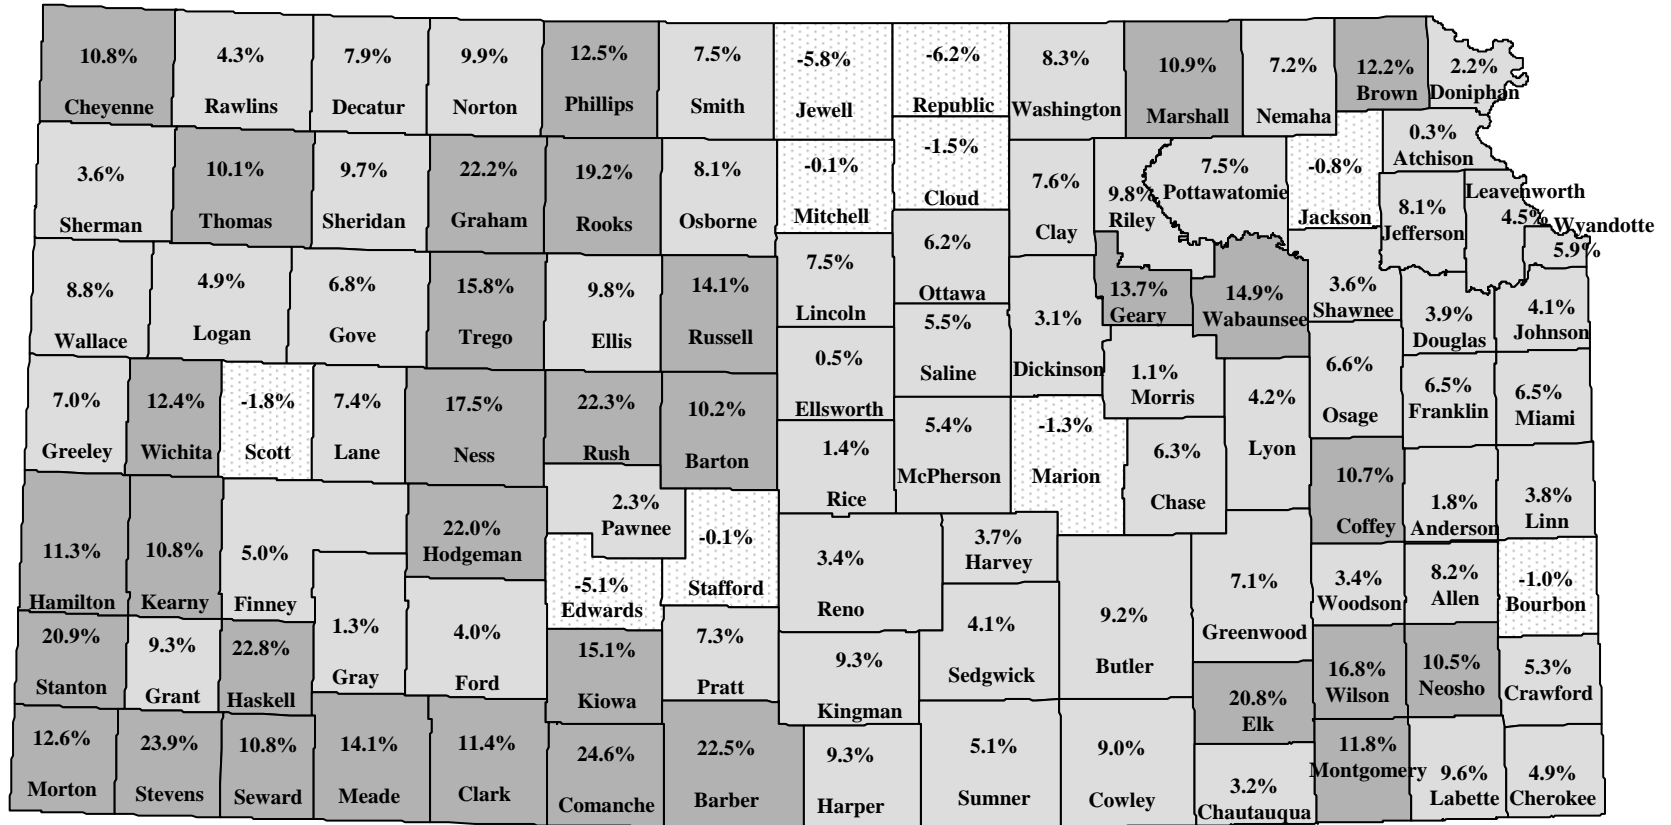 10.8%
Cheyenne
4.3%
Rawlins
7.9%
Decatur
9.9%
Norton
12.5%
Phillips
7.5%
Smith
-5.8%
Jewell
-6.2%
Republic
8.3%
Washington
10.9%
Marshall
7.2%
Nemaha
12.2%
Brown
2.2%
Doniphan
3.6%
Sherman
10.1%
Thomas
9.7%
Sheridan
22.2%
Graham
19.2%
Rooks
8.1%
Osborne
-0.1%
Mitchell
-1.5%
Cloud
7.6%
Clay
9.8%
Riley
7.5%
Pottawatomie
-0.8%
Jackson
0.3%
Atchison
8.1%
Jefferson
Leavenworth
4.5%
Wyandotte
5.9%
8.8%
Wallace
4.9%
Logan
6.8%
Gove
15.8%
Trego
9.8%
Ellis
14.1%
Russell
7.5%
Lincoln
6.2%
Ottawa
3.1%
Dickinson
13.7%
Geary
14.9%
Wabaunsee
3.6%
Shawnee
3.9%
Douglas
4.1%
Johnson
7.0%
Greeley
12.4%
Wichita
-1.8%
Scott
7.4%
Lane
17.5%
Ness
22.3%
Rush
10.2%
Barton
0.5%
Ellsworth
5.5%
Saline
1.1%
Morris
4.2%
Lyon
6.6%
Osage
6.5%
Franklin
6.5%
Miami
1.4%
Rice
5.4%
McPherson
-1.3%
Marion
6.3%
Chase
10.7%
Coffey
1.8%
Anderson
3.8%
Linn
11.3%
Hamilton
10.8%
Kearny
5.0%
Finney
22.0%
Hodgeman
2.3%
Pawnee
-5.1%
Edwards
-0.1%
Stafford
3.4%
Reno
3.7%
Harvey
9.2%
Butler
7.1%
Greenwood
3.4%
Woodson
8.2%
Allen
-1.0%
Bourbon
20.9%
Stanton
9.3%
Grant
22.8%
Haskell
1.3%
Gray
4.0%
Ford
15.1%
Kiowa
7.3%
Pratt
9.3%
Kingman
4.1%
Sedgwick
20.8%
Elk
16.8%
Wilson
10.5%
Neosho
5.3%
Crawford
12.6%
Morton
23.9%
Stevens
10.8%
Seward
14.1%
Meade
11.4%
Clark
24.6%
Comanche
22.5%
Barber
9.3%
Harper
5.1%
Sumner
9.0%
Cowley
3.2%
Chautauqua
11.8%
Montgomery
9.6%
Labette
4.9%
Cherokee